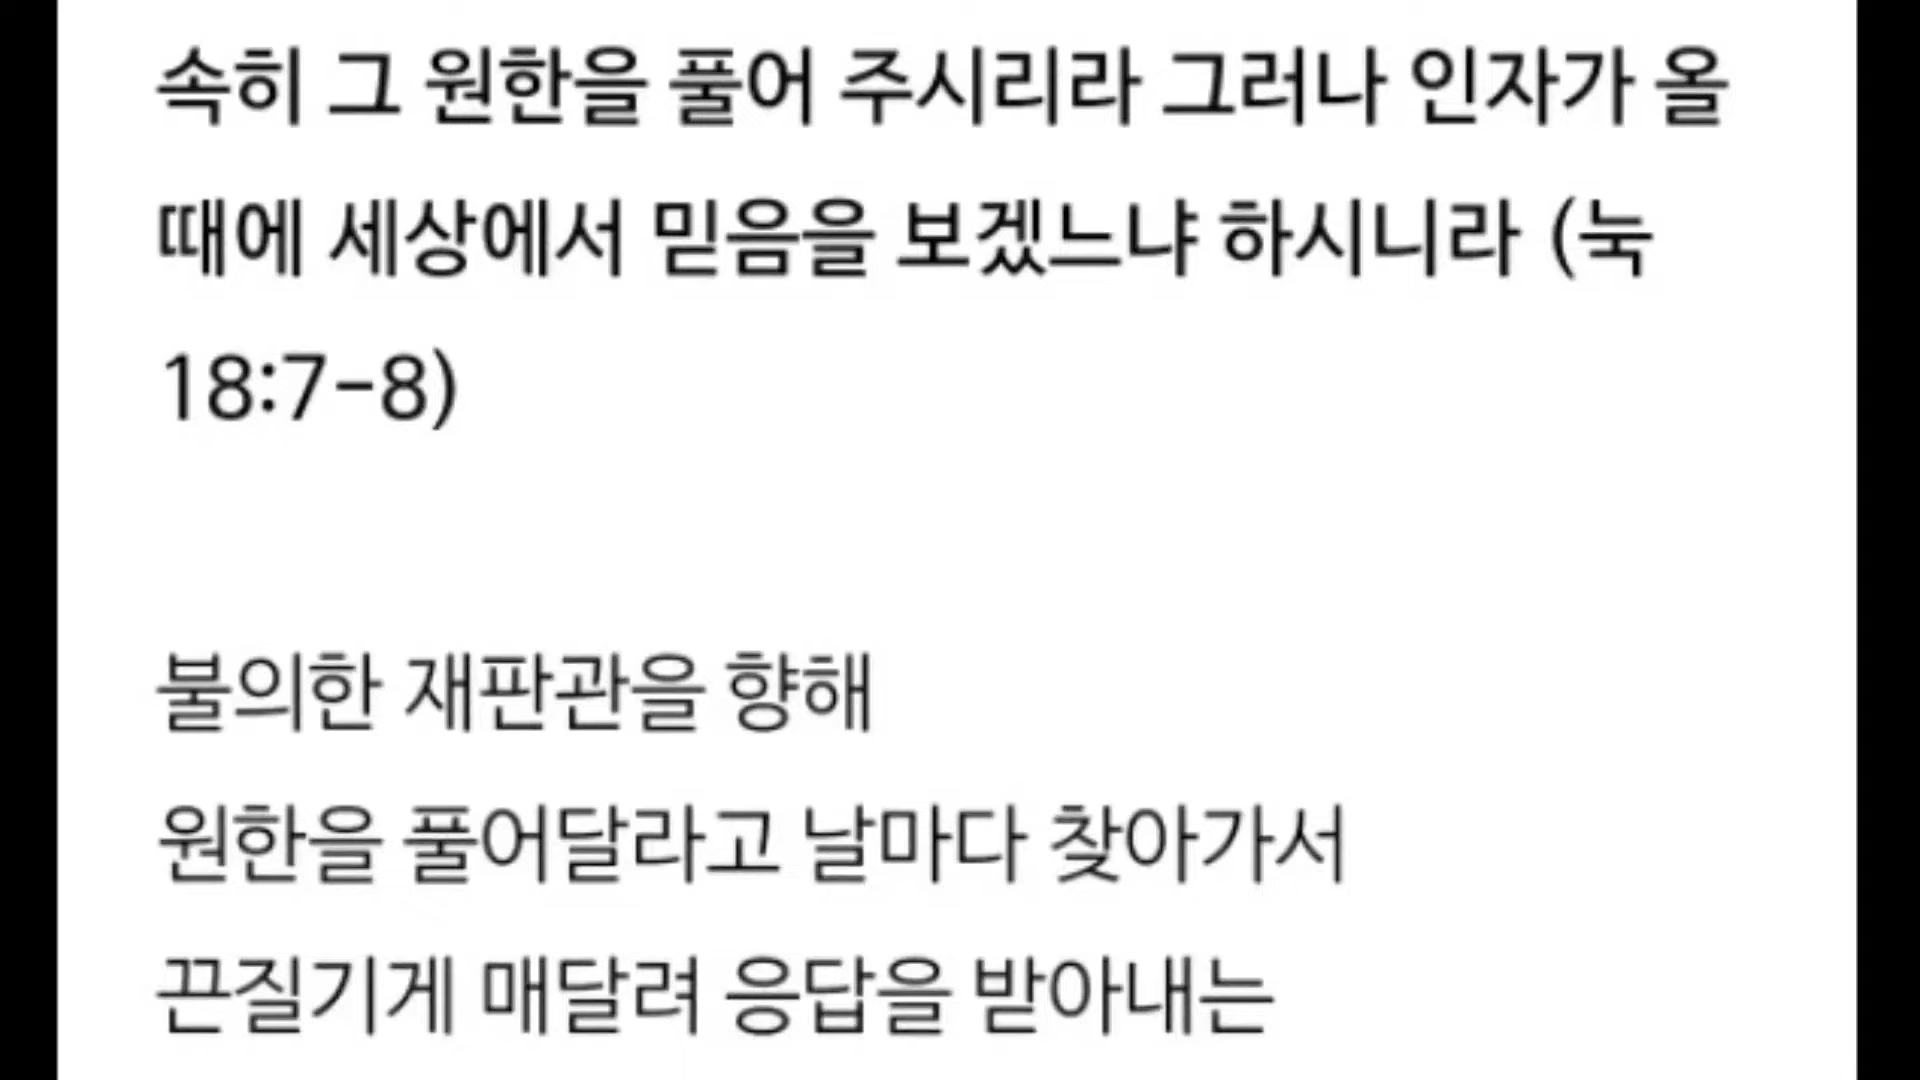 속히 그 원한을 풀어 주시리라 그러나 인자가 올
때에 세상에서 믿음을 보겠느냐 하시니라 (눅
18:7-8)
불의한 재판관을 향해
원한을 풀어달라고 날마다 찾아가서
끈질기게 매달려 응답을 받아내는